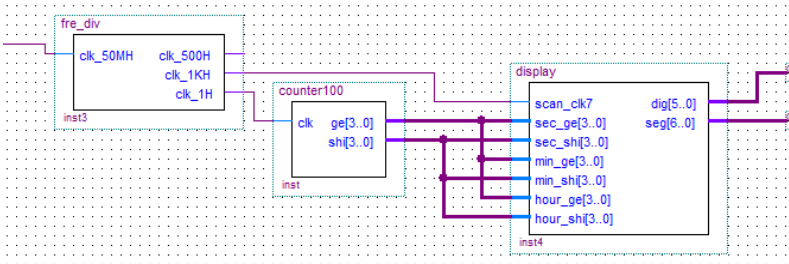 fre_div
clk_50MH clk_500H
clk_1KH
clk_1H
inst3
counter100
clk ge[3..0]
shi[3..0]
inst
display
scan_clk7 dig[5..0]
sec_ge[3..0] seg[6..0]
sec_shi[3..0]
min_ge[3..0]
min_shi[3..0]
hour_ge[3..0]
hour_shi[3..0]
inst4